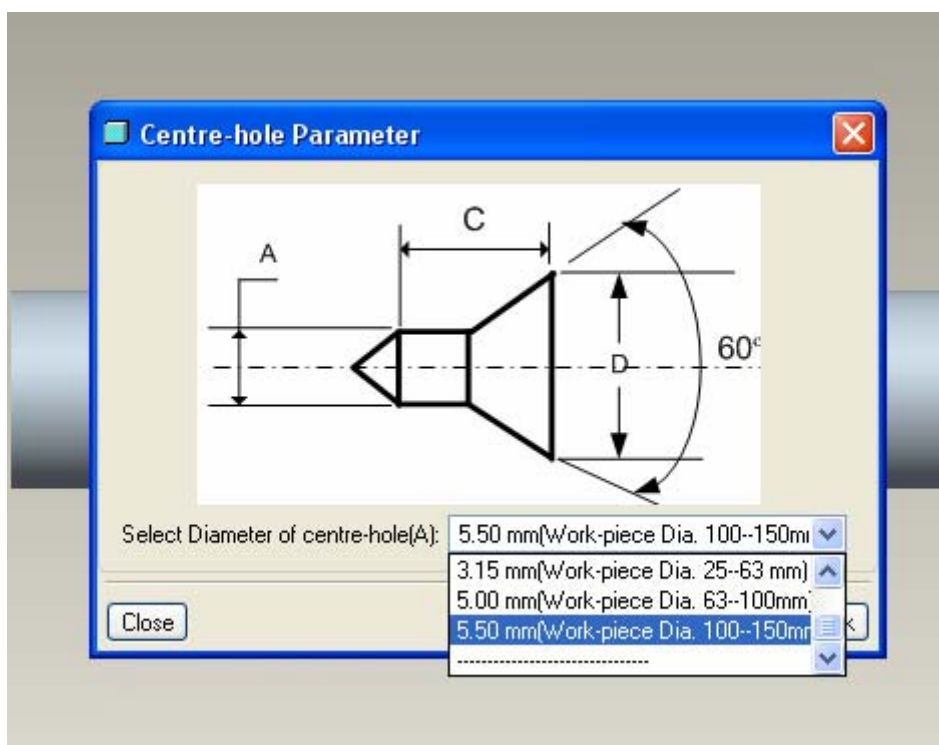 Centre-hole Parameter
C
A
60°
D
Select Diameter of centre-hole(A):
5.50 mm(Work-piece Dia. 100--150m
3.15 mm(Work-piece Dia. 25--63 mm)
5.00 mm(Work-piece Dia. 63--100mm)
5.50 mm(Work-piece Dia. 100--150mm
--------------------------------
Close
k